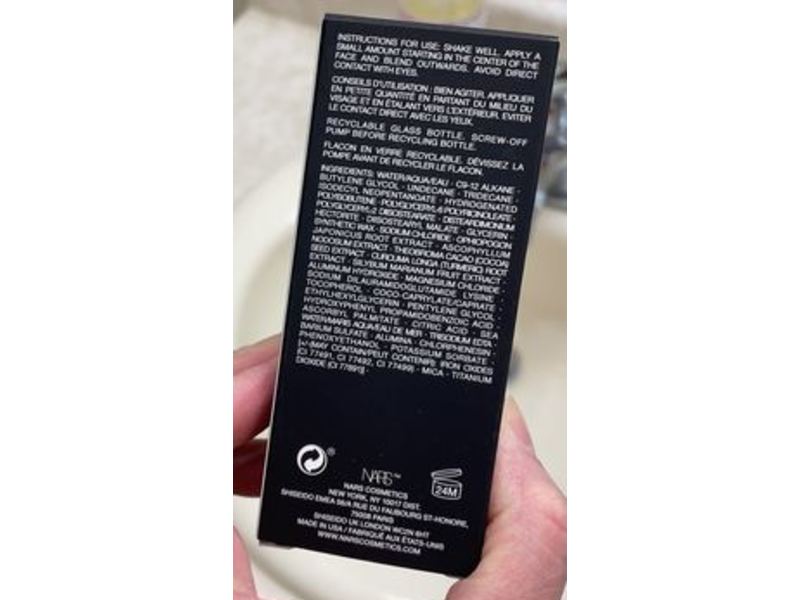 INSTRUCTIONS FOR USE: SHAKE WELL. APPLY A
SMALL AMOUNT STARTING IN THE CENTER OF THE
FACE AND BLEND OUTWARDS. AVOID DIRECT
CONTACT WITH EYES.
CONSEILS D'UTILISATION : BIEN AGITER. APPLIQUER
EN PETITE QUANTITÉ EN PARTANT DU MILIEU DU
VISAGE ET EN ÉTALANT VERS L'EXTÉRIEUR. EVITER
LE CONTACT DIRECT AVEC LES YEUX.
RECYCLABLE GLASS BOTTLE. SCREW-OFF
PUMP BEFORE RECYCLING BOTTLE.
FLACON EN VERRE RECYCLABLE. DÉVISSEZ LA
POMPE AVANT DE RECYCLER LE FLACON.
INGREDIENTS: WATER/AQUA/EAU · C9-12 ALKANE ·
BUTYLENE GLYCOL · UNDECANE · TRIDECANE ·
ISODECYL NEOPENTANOATE · HYDROGENATED
POLYISOBUTENE · POLYGLYCERYL-6 POLYRICINOLEATE ·
POLYGLYCERYL-2 DIISOSTEARATE · DISTEARDIMONIUM
HECTORITE · DIISOSTEARYL MALATE · GLYCERIN ·
SYNTHETIC WAX · SODIUM CHLORIDE · OPHIOPOGON
JAPONICUS ROOT EXTRACT · ASCOPHYLLUM
NODOSUM EXTRACT · THEOBROMA CACAO (COCOA)
SEED EXTRACT · CURCUMA LONGA (TURMERIC) ROOT
EXTRACT · SILYBUM MARIANUM FRUIT EXTRACT ·
ALUMINUM HYDROXIDE · MAGNESIUM CHLORIDE ·
SODIUM DILAURAMIDOGLUTAMIDE LYSINE ·
TOCOPHEROL · COCO-CAPRYLATE/CAPRATE ·
ETHYLHEXYLGLYCERIN · PENTYLENE GLYCOL ·
HYDROXYPHENYL PROPAMIDOBENZOIC ACID ·
ASCORBYL PALMITATE · CITRIC ACID · SEA
WATER/MARIS AQUA/EAU DE MER · TRISODIUM EDTA ·
BARIUM SULFATE · ALUMINA · CHLORPHENESIN ·
PHENOXYETHANOL · POTASSIUM SORBATE ·
[+/-(MAY CONTAIN/PEUT CONTENIR): IRON OXIDES
(CI 77491, CI 77492, CI 77499) · MICA · TITANIUM
DIOXIDE (CI 77891)] ·
24M
NARS
NARS COSMETICS
NEW YORK, NY 10017 DIST.
SHISEIDO EMEA 56/A RUE DU FAUBOURG ST-HONORE,
75008 PARIS
SHISEIDO UK LONDON WC2N 6HT
MADE IN USA / FABRIQUÉ AUX ÉTATS-UNIS
WWW.NARSCOSMETICS.COM